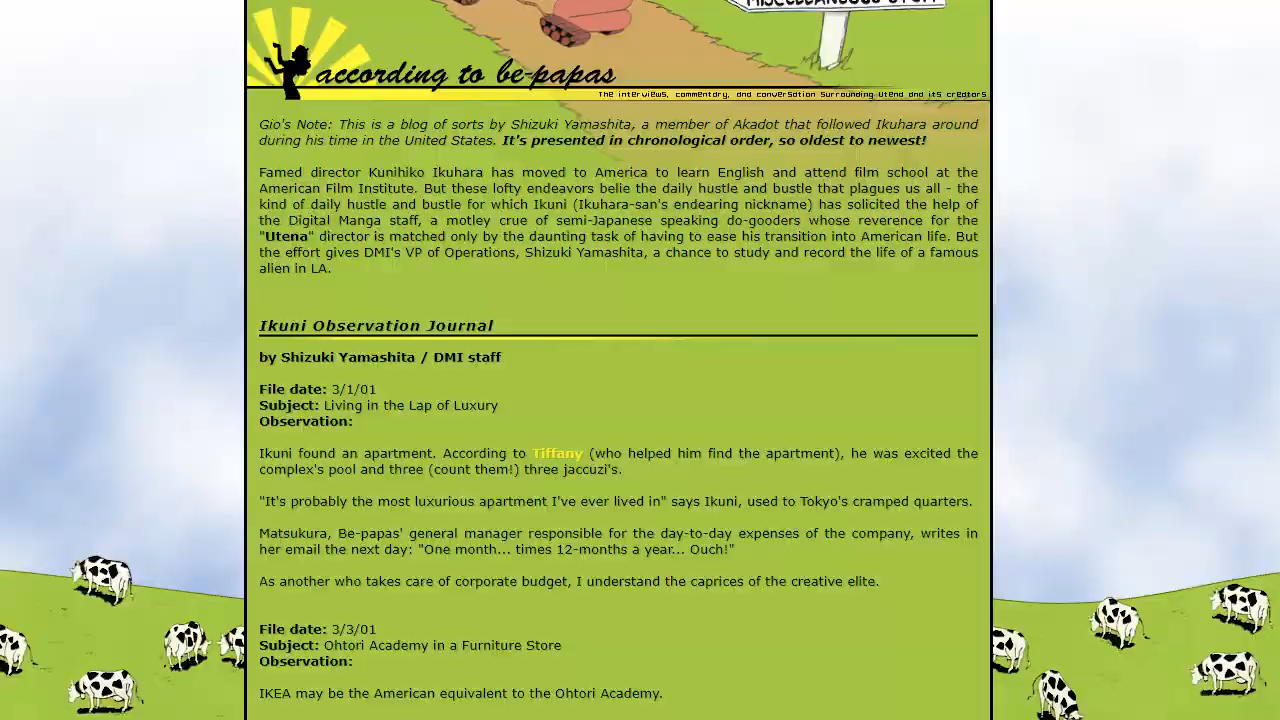 MISCELLANEOUS STUFF
according to be-papas
The interviews, commentary, and conversation surrounding Utena and its creators
Gio's Note: This is a blog of sorts by Shizuki Yamashita, a member of Akadot that followed Ikuhara around
during his time in the United States. It's presented in chronological order, so oldest to newest!
Famed director Kunihiko Ikuhara has moved to America to learn English and attend film school at the
American Film Institute. But these lofty endeavors belie the daily hustle and bustle that plagues us all - the
kind of daily hustle and bustle for which Ikuni (Ikuhara-san's endearing nickname) has solicited the help of
the Digital Manga staff, a motley crue of semi-Japanese speaking do-gooders whose reverence for the
"Utena" director is matched only by the daunting task of having to ease his transition into American life. But
the effort gives DMI's VP of Operations, Shizuki Yamashita, a chance to study and record the life of a famous
alien in LA.
Ikuni Observation Journal
by Shizuki Yamashita / DMI staff
File date: 3/1/01
Subject: Living in the Lap of Luxury
Observation:
Ikuni found an apartment. According to Tiffany (who helped him find the apartment), he was excited the
complex's pool and three (count them!) three jaccuzi's.
"It's probably the most luxurious apartment I've ever lived in" says Ikuni, used to Tokyo's cramped quarters.
Matsukura, Be-papas' general manager responsible for the day-to-day expenses of the company, writes in
her email the next day: "One month... times 12-months a year... Ouch!"
As another who takes care of corporate budget, I understand the caprices of the creative elite.
File date: 3/3/01
Subject: Ohtori Academy in a Furniture Store
Observation:
IKEA may be the American equivalent to the Ohtori Academy.